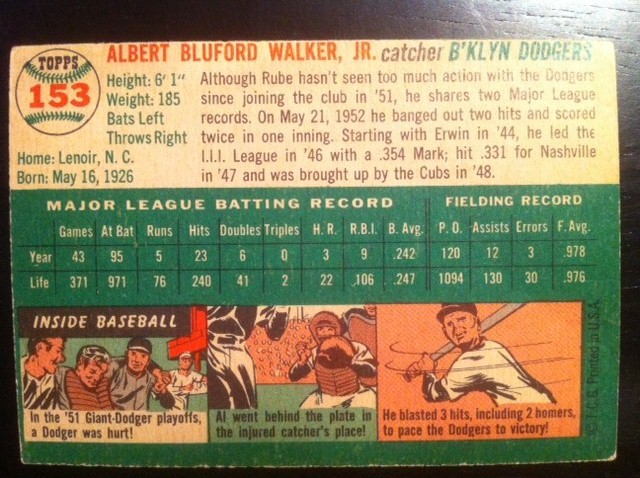 TOPPS
153
ALBERT BLUFORD WALKER, JR. catcher B'KLYN DODGERS
Height: 6' 1"
Weight: 185
Bats Left
Throws Right
Home: Lenoir, N. C.
Born: May 16, 1926
Although Rube hasn't seen too much action with the Dodgers
since joining the club in '51, he shares two Major League
records. On May 21, 1952 he banged out two hits and scored
twice in one inning. Starting with Erwin in '44, he led the
I.I.I. League in '46 with a .354 Mark; hit .331 for Nashville
in '47 and was brought up by the Cubs in '48.
MAJOR LEAGUE BATTING RECORD FIELDING RECORD
Games At Bat Runs Hits Doubles Triples H. R. R.B.I. B. Avg. P. O. Assists Errors F. Avg.
Year 43 95 5 23 6 0 3 9 .242 120 12 3 .978
Life 371 971 76 240 41 2 22 106 .247 1094 130 30 .976
INSIDE BASEBALL
In the '51 Giant-Dodger playoffs,
a Dodger was hurt!
Al went behind the plate in
the injured catcher's place!
He blasted 3 hits, including 2 homers,
to pace the Dodgers to victory!
© T.C.G. Printed in U.S.A.